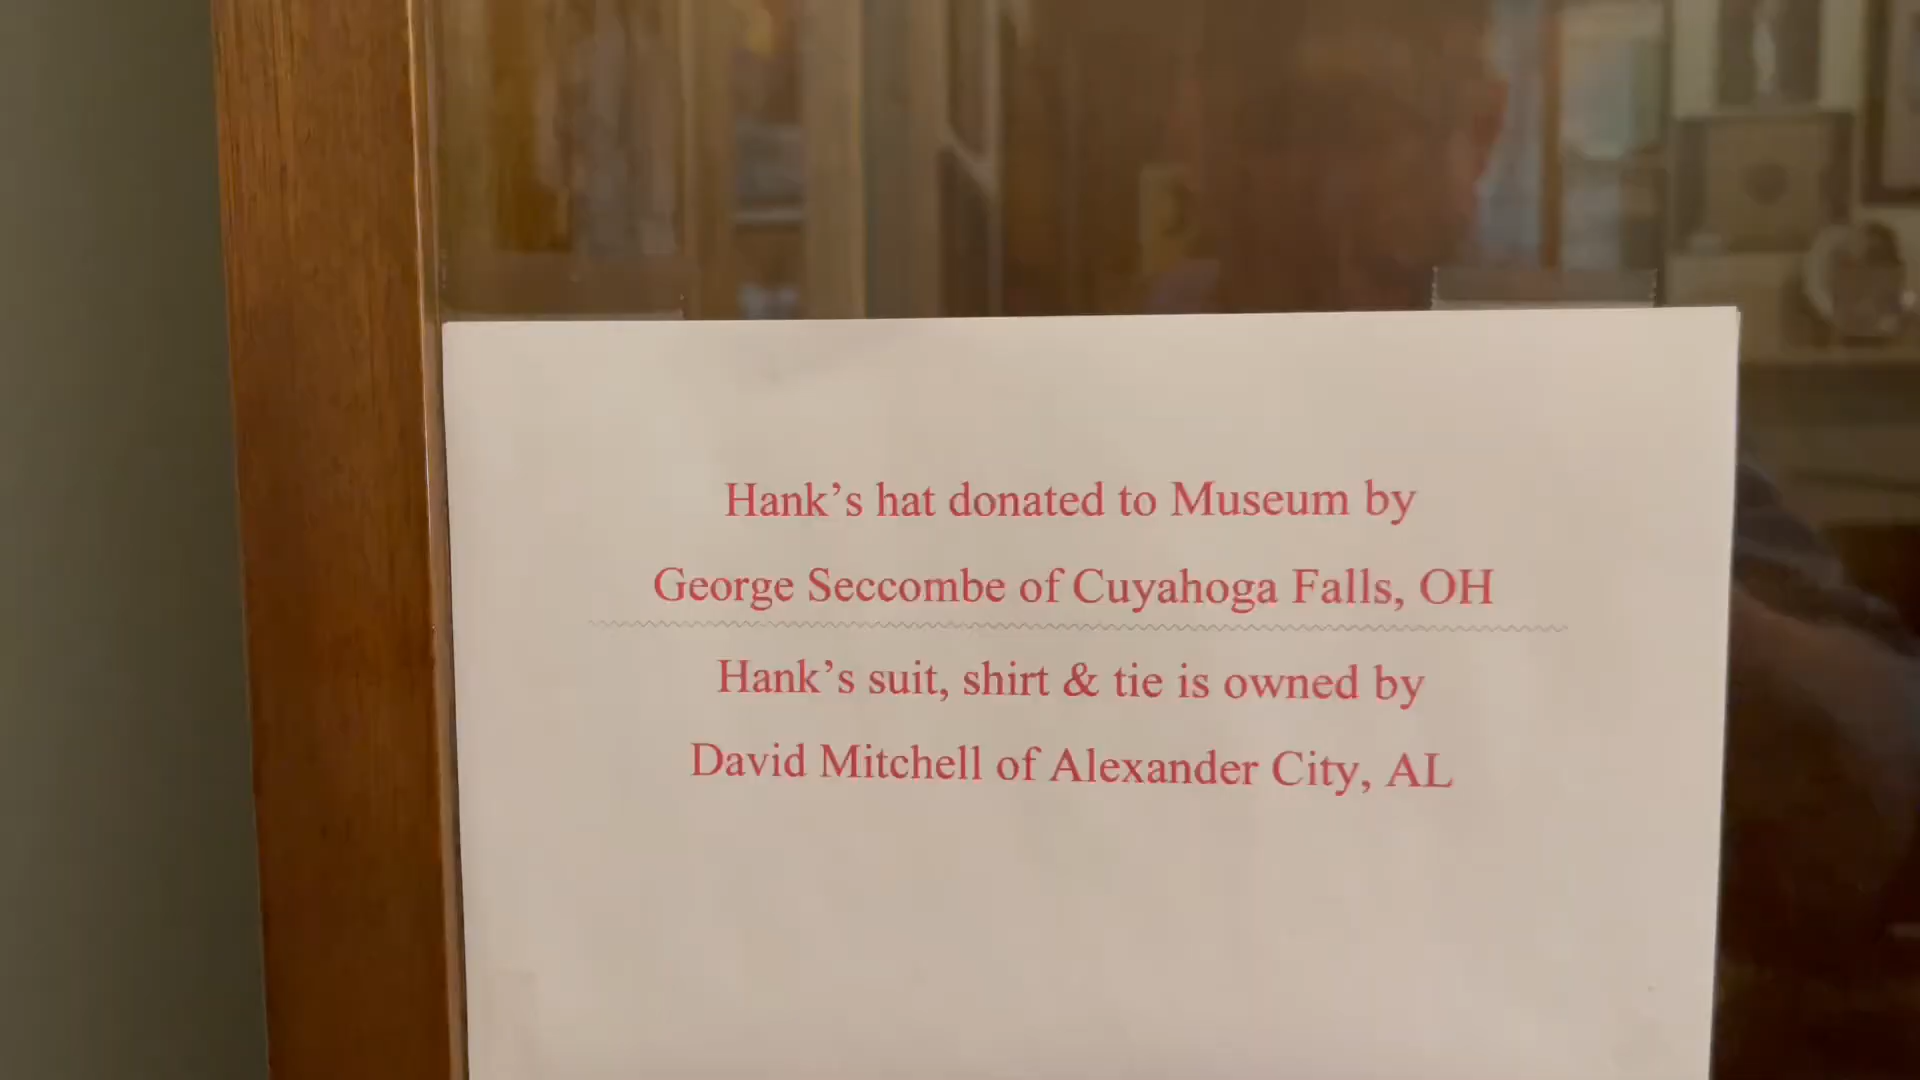 Hank’s hat donated to Museum by
George Seccombe of Cuyahoga Falls, OH
Hank’s suit, shirt & tie is owned by
David Mitchell of Alexander City, AL